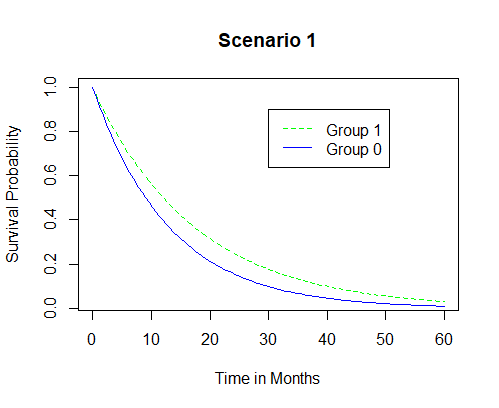 Scenario 1
Survival Probability
1.0
0.8
0.6
0.4
0.2
0.0
Group 1
Group 0
0 10 20 30 40 50 60
Time in Months